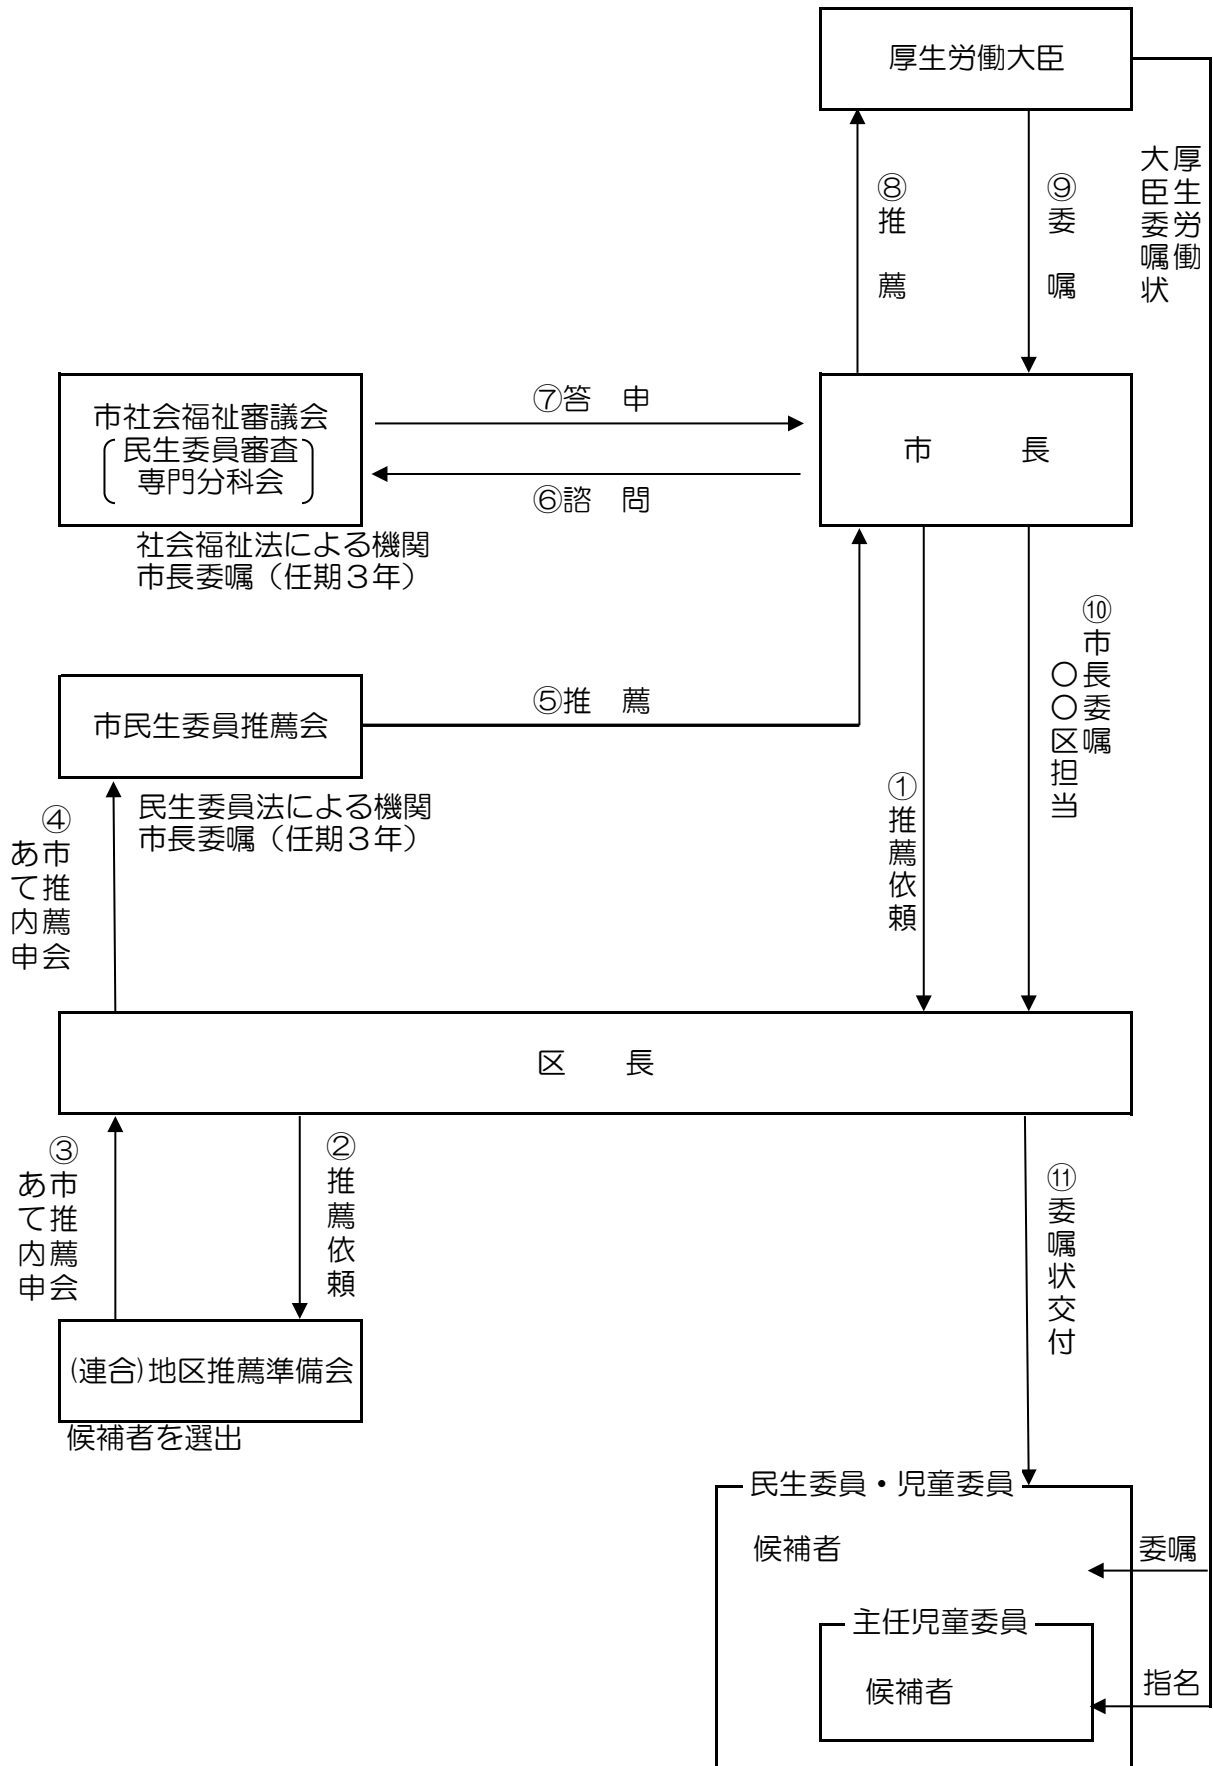 厚生労働大臣
厚生労働
大臣委嘱状
⑧推　薦
⑨委　嘱
市社会福祉審議会
民生委員審査
専門分科会
⑦答　申
⑥諮　問
市　　　長
社会福祉法による機関
市長委嘱（任期３年）
市民生委員推薦会
⑤推　薦
民生委員法による機関
市長委嘱（任期３年）
①推薦依頼
⑩市長委嘱
〇〇区担当
④市推薦会
あて内申
区　　長
③市推薦会
あて内申
②推薦依頼
⑪委嘱状交付
(連合)地区推薦準備会
候補者を選出
民生委員・児童委員
候補者
委嘱
主任児童委員
候補者
指名